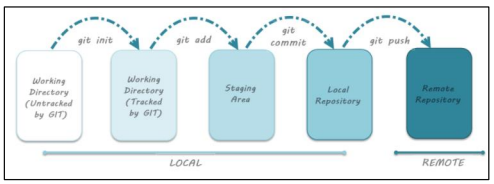 git init
git add
git
commit
git push
Working
Directory
(Untracked
by GIT)
Working
Directory
(Tracked
by GIT)
Staging
Area
Local
Repository
Remote
Repository
LOCAL
REMOTE